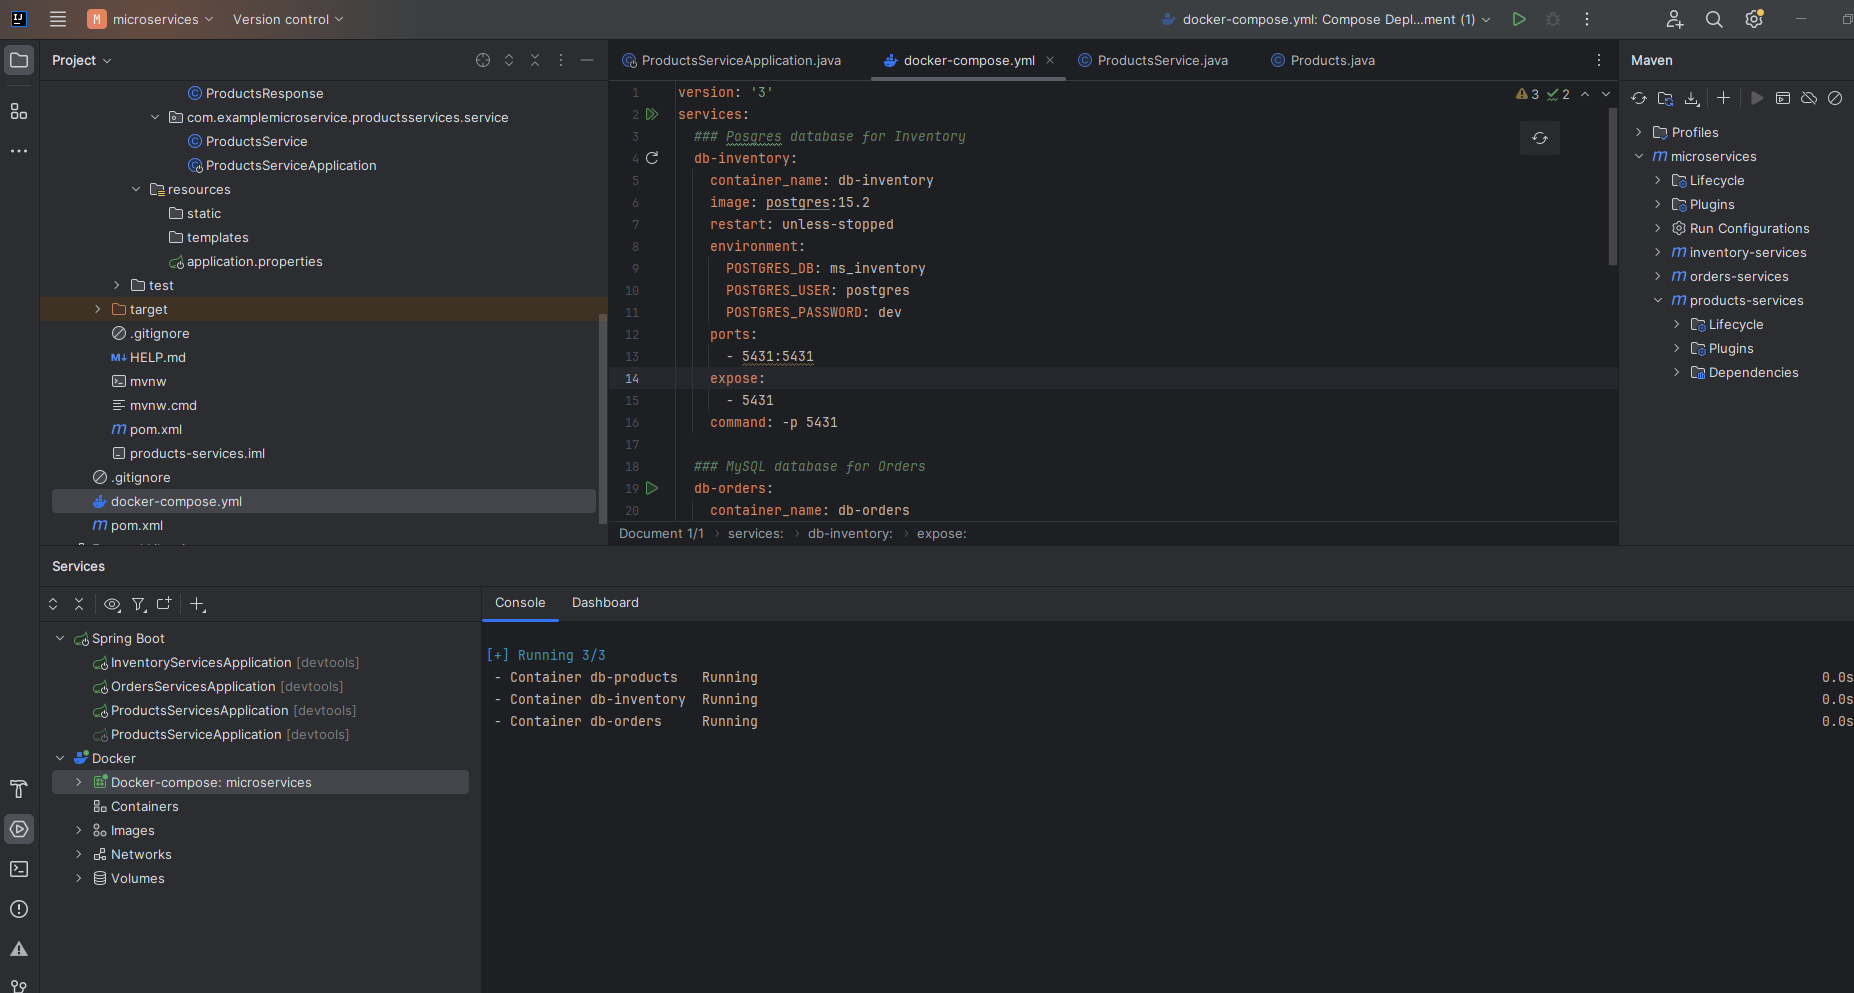 M microservices
Version control
docker-compose.yml: Compose Depl...ment (1)
Project
ProductsResponse
com.examplemicroservice.productsservices.service
ProductsService
ProductsServiceApplication
resources
static
templates
application.properties
test
target
.gitignore
HELP.md
mvnw
mvnw.cmd
pom.xml
products-services.iml
.gitignore
docker-compose.yml
pom.xml
ProductsServiceApplication.java
docker-compose.yml
ProductsService.java
Products.java
3 2
1 version: '3'
2 services:
3 ### Posgres database for Inventory
4 db-inventory:
5 container_name: db-inventory
6 image: postgres:15.2
7 restart: unless-stopped
8 environment:
9 POSTGRES_DB: ms_inventory
10 POSTGRES_USER: postgres
11 POSTGRES_PASSWORD: dev
12 ports:
13 - 5431:5431
14 expose:
15 - 5431
16 command: -p 5431
17
18 ### MySQL database for Orders
19 db-orders:
20 container_name: db-orders
Document 1/1 › services: › db-inventory: › expose:
Maven
Profiles
microservices
Lifecycle
Plugins
Run Configurations
inventory-services
orders-services
products-services
Lifecycle
Plugins
Dependencies
Services
Spring Boot
InventoryServicesApplication [devtools]
OrdersServicesApplication [devtools]
ProductsServicesApplication [devtools]
ProductsServiceApplication [devtools]
Docker
Docker-compose: microservices
Containers
Images
Networks
Volumes
Console
Dashboard
[+] Running 3/3
- Container db-products Running 0.0s
- Container db-inventory Running 0.0s
- Container db-orders Running 0.0s